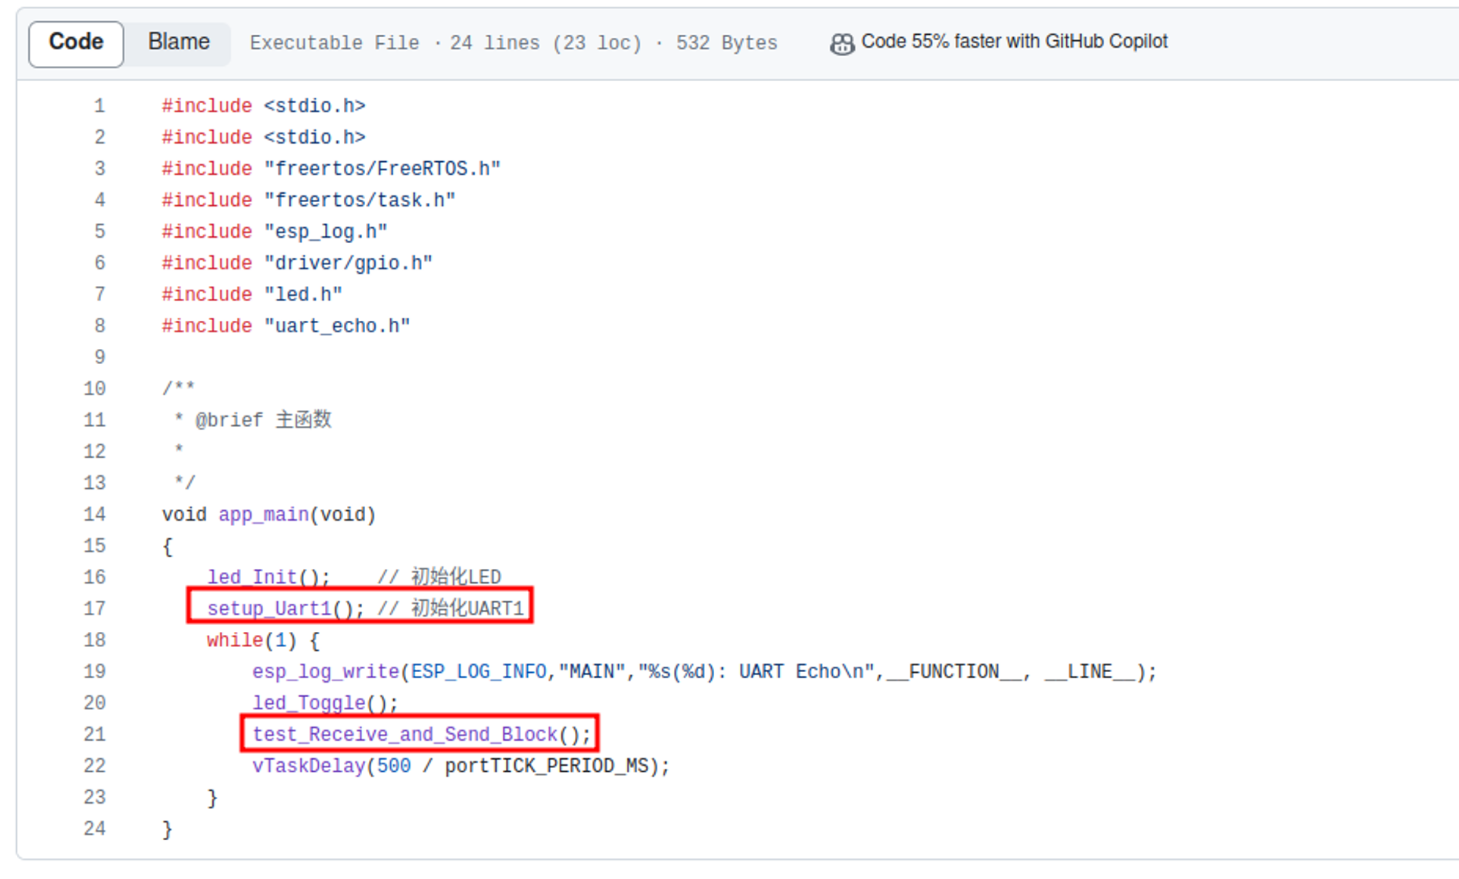 Code Blame Executable File · 24 lines (23 loc) · 532 Bytes Code 55% faster with GitHub Copilot
1 #include <stdio.h>
2 #include <stdio.h>
3 #include "freertos/FreeRTOS.h"
4 #include "freertos/task.h"
5 #include "esp_log.h"
6 #include "driver/gpio.h"
7 #include "led.h"
8 #include "uart_echo.h"
9
10 /**
11  * @brief 主函数
12  *
13  */
14 void app_main(void)
15 {
16     led_Init();    // 初始化LED
17     setup_Uart1(); // 初始化UART1
18     while(1) {
19         esp_log_write(ESP_LOG_INFO,"MAIN","%s(%d): UART Echo\n",__FUNCTION__, __LINE__);
20         led_Toggle();
21         test_Receive_and_Send_Block();
22         vTaskDelay(500 / portTICK_PERIOD_MS);
23     }
24 }